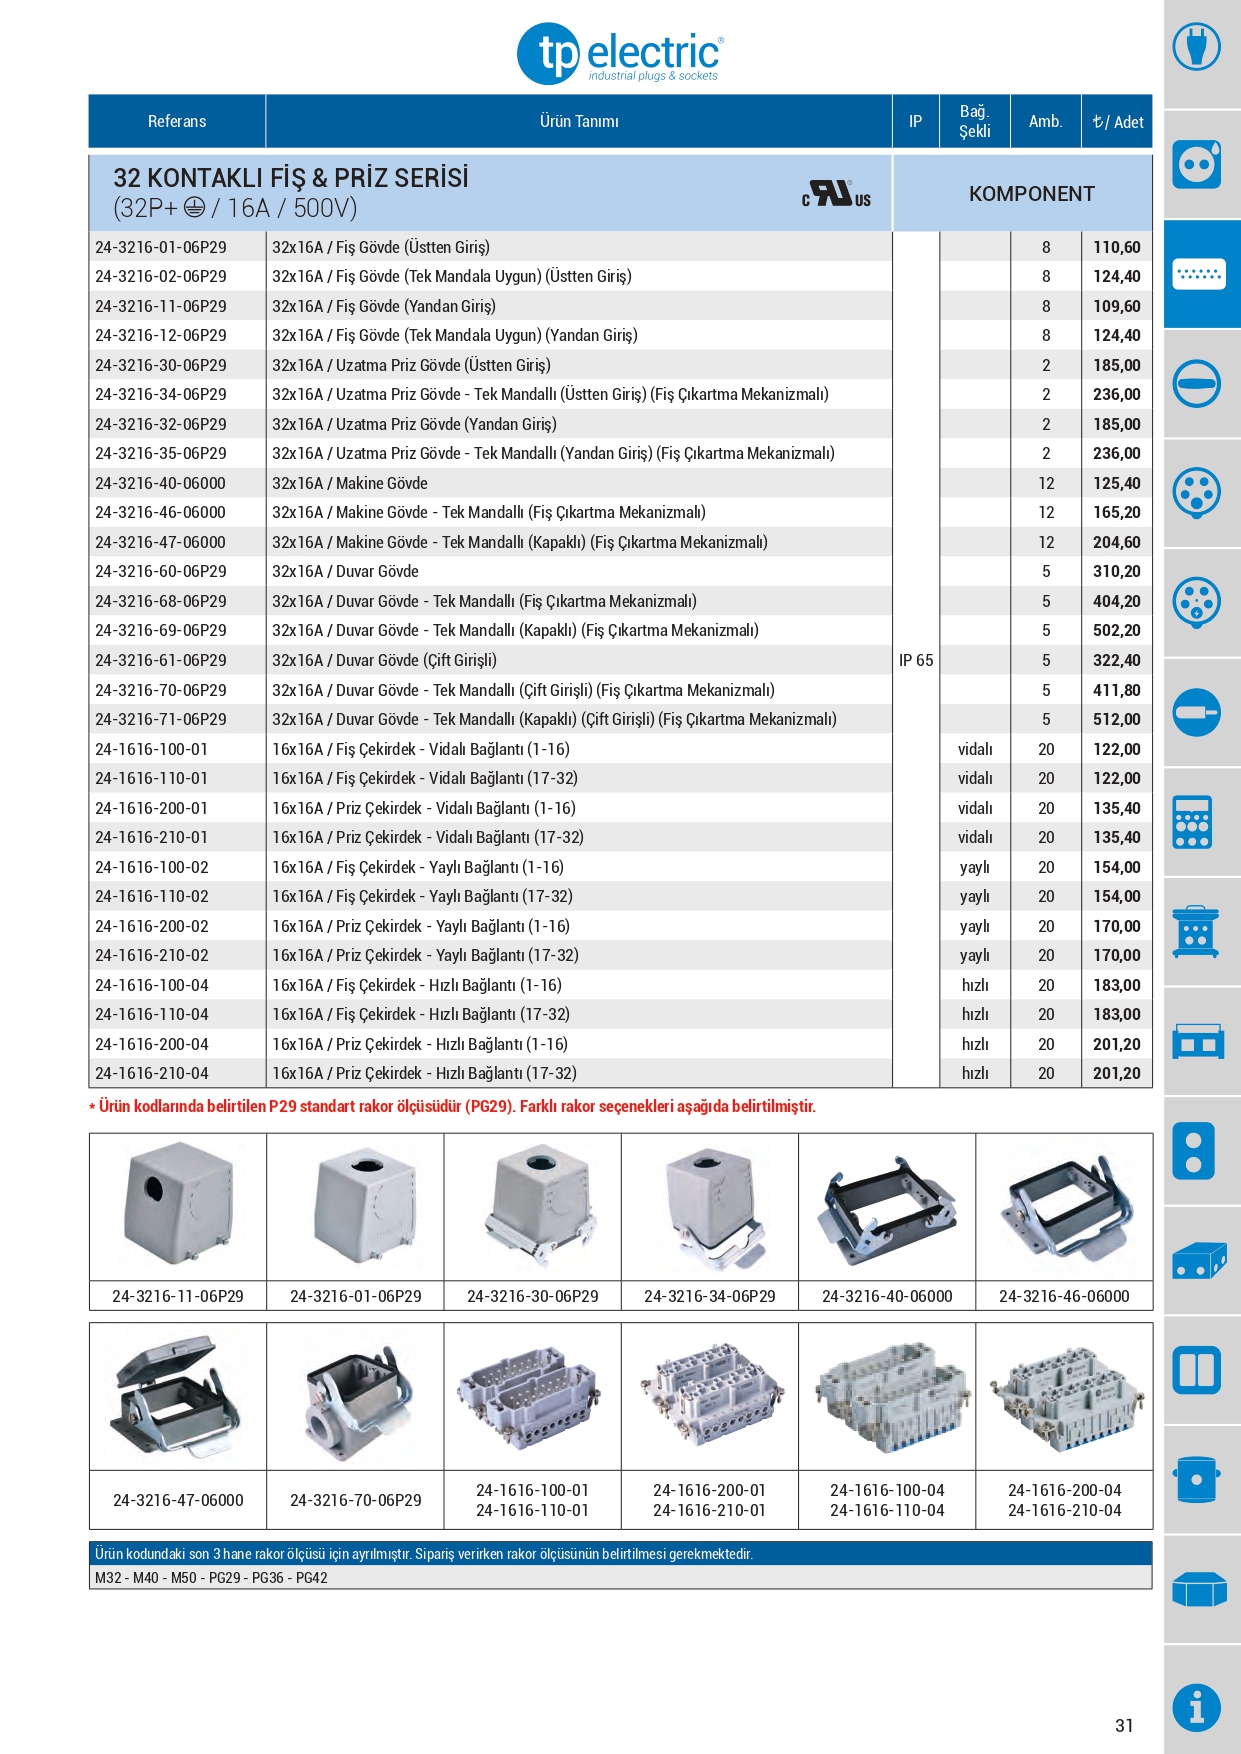 tp electric®
industrial plugs & sockets
Referans Ürün Tanımı IP Bağ. Şekli Amb. ₺/ Adet
32 KONTAKLI FİŞ & PRİZ SERİSİ
(32P+ / 16A / 500V)
c RU US
KOMPONENT
24-3216-01-06P29 32x16A / Fiş Gövde (Üstten Giriş) 8 110,60
24-3216-02-06P29 32x16A / Fiş Gövde (Tek Mandala Uygun) (Üstten Giriş) 8 124,40
24-3216-11-06P29 32x16A / Fiş Gövde (Yandan Giriş) 8 109,60
24-3216-12-06P29 32x16A / Fiş Gövde (Tek Mandala Uygun) (Yandan Giriş) 8 124,40
24-3216-30-06P29 32x16A / Uzatma Priz Gövde (Üstten Giriş) 2 185,00
24-3216-34-06P29 32x16A / Uzatma Priz Gövde - Tek Mandallı (Üstten Giriş) (Fiş Çıkartma Mekanizmalı) 2 236,00
24-3216-32-06P29 32x16A / Uzatma Priz Gövde (Yandan Giriş) 2 185,00
24-3216-35-06P29 32x16A / Uzatma Priz Gövde - Tek Mandallı (Yandan Giriş) (Fiş Çıkartma Mekanizmalı) 2 236,00
24-3216-40-06000 32x16A / Makine Gövde 12 125,40
24-3216-46-06000 32x16A / Makine Gövde - Tek Mandallı (Fiş Çıkartma Mekanizmalı) 12 165,20
24-3216-47-06000 32x16A / Makine Gövde - Tek Mandallı (Kapaklı) (Fiş Çıkartma Mekanizmalı) 12 204,60
24-3216-60-06P29 32x16A / Duvar Gövde 5 310,20
24-3216-68-06P29 32x16A / Duvar Gövde - Tek Mandallı (Fiş Çıkartma Mekanizmalı) 5 404,20
24-3216-69-06P29 32x16A / Duvar Gövde - Tek Mandallı (Kapaklı) (Fiş Çıkartma Mekanizmalı) 5 502,20
24-3216-61-06P29 32x16A / Duvar Gövde (Çift Girişli) IP 65 5 322,40
24-3216-70-06P29 32x16A / Duvar Gövde - Tek Mandallı (Çift Girişli) (Fiş Çıkartma Mekanizmalı) 5 411,80
24-3216-71-06P29 32x16A / Duvar Gövde - Tek Mandallı (Kapaklı) (Çift Girişli) (Fiş Çıkartma Mekanizmalı) 5 512,00
24-1616-100-01 16x16A / Fiş Çekirdek - Vidalı Bağlantı (1-16) vidalı 20 122,00
24-1616-110-01 16x16A / Fiş Çekirdek - Vidalı Bağlantı (17-32) vidalı 20 122,00
24-1616-200-01 16x16A / Priz Çekirdek - Vidalı Bağlantı (1-16) vidalı 20 135,40
24-1616-210-01 16x16A / Priz Çekirdek - Vidalı Bağlantı (17-32) vidalı 20 135,40
24-1616-100-02 16x16A / Fiş Çekirdek - Yaylı Bağlantı (1-16) yaylı 20 154,00
24-1616-110-02 16x16A / Fiş Çekirdek - Yaylı Bağlantı (17-32) yaylı 20 154,00
24-1616-200-02 16x16A / Priz Çekirdek - Yaylı Bağlantı (1-16) yaylı 20 170,00
24-1616-210-02 16x16A / Priz Çekirdek - Yaylı Bağlantı (17-32) yaylı 20 170,00
24-1616-100-04 16x16A / Fiş Çekirdek - Hızlı Bağlantı (1-16) hızlı 20 183,00
24-1616-110-04 16x16A / Fiş Çekirdek - Hızlı Bağlantı (17-32) hızlı 20 183,00
24-1616-200-04 16x16A / Priz Çekirdek - Hızlı Bağlantı (1-16) hızlı 20 201,20
24-1616-210-04 16x16A / Priz Çekirdek - Hızlı Bağlantı (17-32) hızlı 20 201,20
* Ürün kodlarında belirtilen P29 standart rakor ölçüsüdür (PG29). Farklı rakor seçenekleri aşağıda belirtilmiştir.
24-3216-11-06P29 24-3216-01-06P29 24-3216-30-06P29 24-3216-34-06P29 24-3216-40-06000 24-3216-46-06000
24-3216-47-06000 24-3216-70-06P29
24-1616-100-01 24-1616-200-01 24-1616-100-04 24-1616-200-04
24-1616-110-01 24-1616-210-01 24-1616-110-04 24-1616-210-04
Ürün kodundaki son 3 hane rakor ölçüsü için ayrılmıştır. Sipariş verirken rakor ölçüsünün belirtilmesi gerekmektedir.
M32 - M40 - M50 - PG29 - PG36 - PG42
31